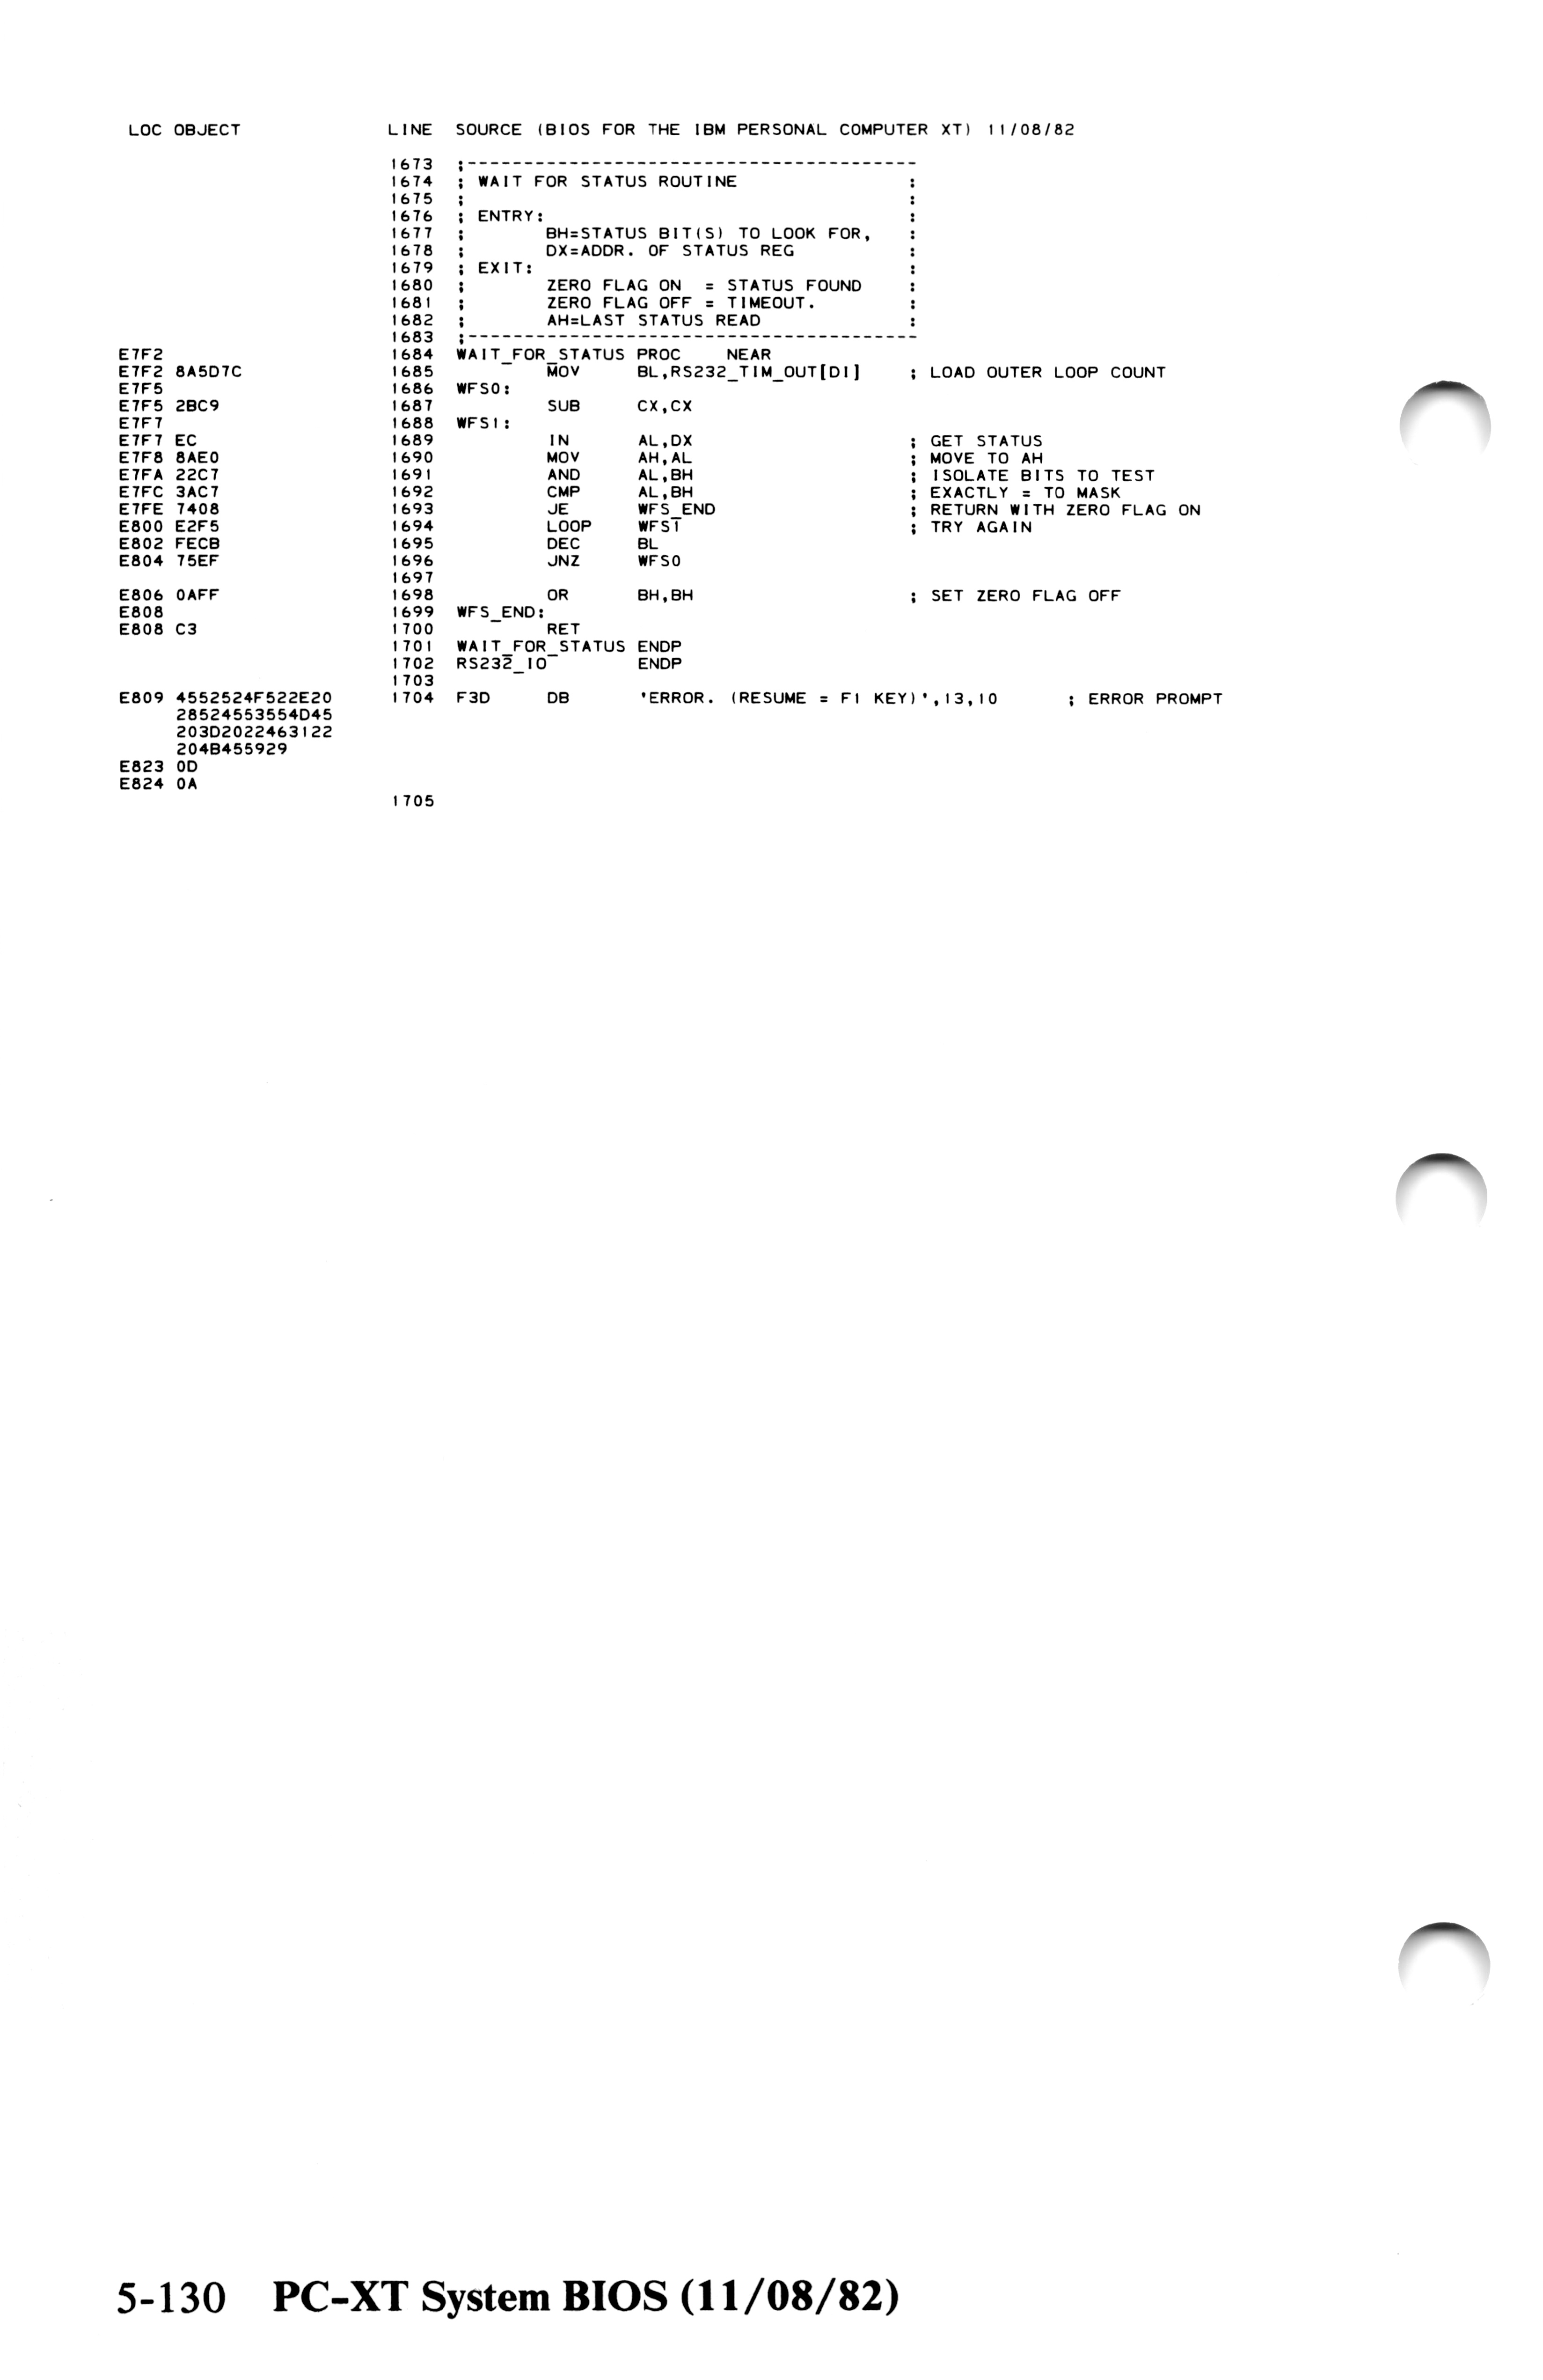 LOC OBJECT                LINE   SOURCE (BIOS FOR THE IBM PERSONAL COMPUTER XT) 11/08/82
1673   ;----------------------------------------
1674   ; WAIT FOR STATUS ROUTINE               :
1675   ;                                       :
1676   ; ENTRY:                                :
1677   ;       BH=STATUS BIT(S) TO LOOK FOR,   :
1678   ;       DX=ADDR. OF STATUS REG          :
1679   ; EXIT:                                 :
1680   ;       ZERO FLAG ON  = STATUS FOUND    :
1681   ;       ZERO FLAG OFF = TIMEOUT.        :
1682   ;       AH=LAST STATUS READ             :
1683   ;----------------------------------------
E7F2                      1684   WAIT_FOR_STATUS PROC    NEAR
E7F2 8A5D7C               1685           MOV     BL,RS232_TIM_OUT[DI]    ; LOAD OUTER LOOP COUNT
E7F5                      1686   WFS0:
E7F5 2BC9                 1687           SUB     CX,CX
E7F7                      1688   WFS1:
E7F7 EC                   1689           IN      AL,DX                   ; GET STATUS
E7F8 8AE0                 1690           MOV     AH,AL                   ; MOVE TO AH
E7FA 22C7                 1691           AND     AL,BH                   ; ISOLATE BITS TO TEST
E7FC 3AC7                 1692           CMP     AL,BH                   ; EXACTLY = TO MASK
E7FE 7408                 1693           JE      WFS_END                 ; RETURN WITH ZERO FLAG ON
E800 E2F5                 1694           LOOP    WFS1                    ; TRY AGAIN
E802 FECB                 1695           DEC     BL
E804 75EF                 1696           JNZ     WFS0
1697
E806 0AFF                 1698           OR      BH,BH                   ; SET ZERO FLAG OFF
E808                      1699   WFS_END:
E808 C3                   1700           RET
1701   WAIT_FOR_STATUS ENDP
1702   RS232_IO        ENDP
1703
E809 4552524F522E20       1704   F3D     DB      'ERROR. (RESUME = F1 KEY)',13,10      ; ERROR PROMPT
28524553554D45
203D2022463122
204B455929
E823 0D
E824 0A
1705
5-130   PC-XT System BIOS (11/08/82)